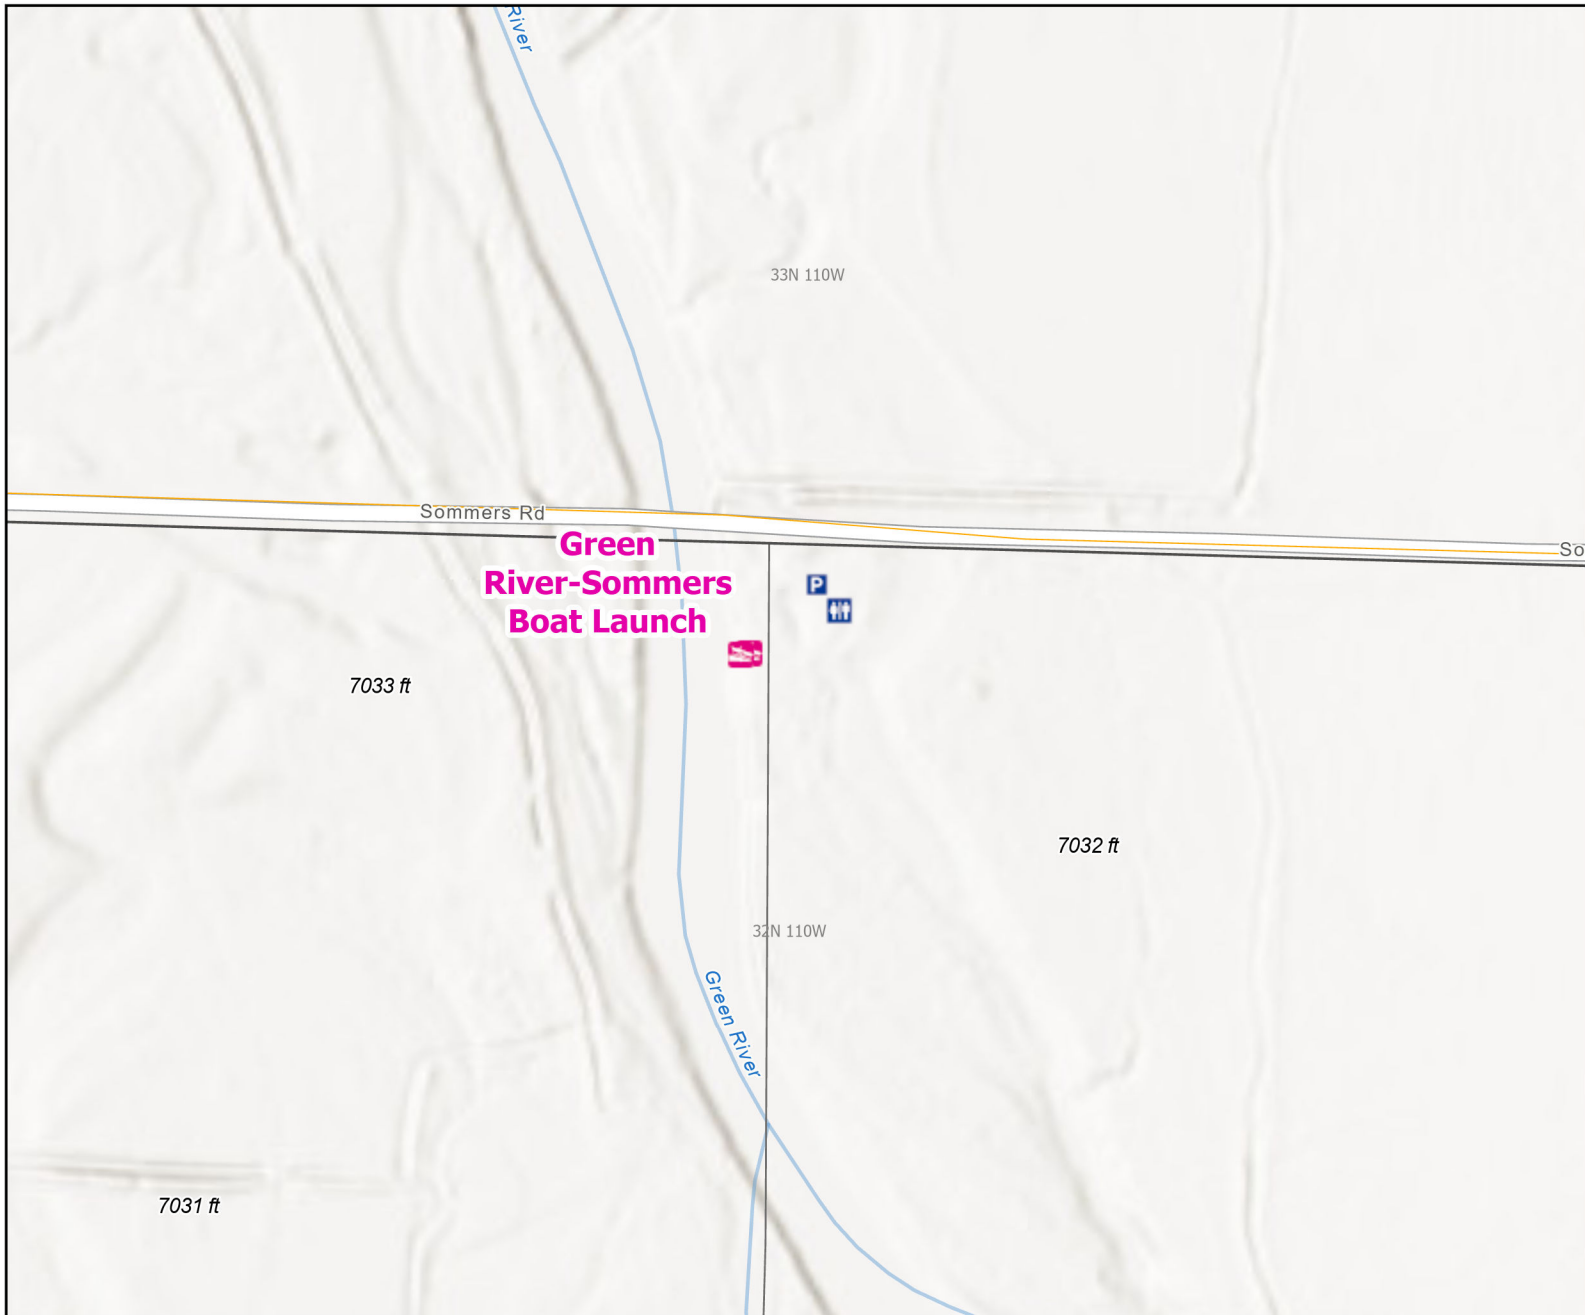 River
33N 110W
Sommers Rd
So
Green
River-Sommers
Boat Launch
P
7033 ft
7032 ft
32N 110W
Green River
7031 ft